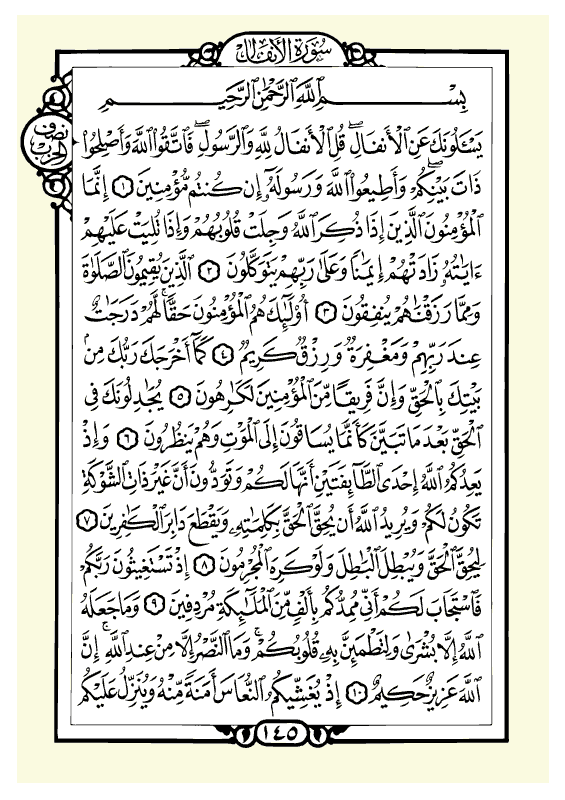 سُورَةُ الأَنفَالِ
نصف الحزب
بِسْمِ ٱللَّهِ ٱلرَّحْمَٰنِ ٱلرَّحِيمِ
يَسْـَٔلُونَكَ عَنِ ٱلْأَنفَالِۖ قُلِ ٱلْأَنفَالُ لِلَّهِ وَٱلرَّسُولِۖ فَٱتَّقُوا۟ ٱللَّهَ وَأَصْلِحُوا۟
ذَاتَ بَيْنِكُمْۖ وَأَطِيعُوا۟ ٱللَّهَ وَرَسُولَهُۥٓ إِن كُنتُم مُّؤْمِنِينَ ١ إِنَّمَا
ٱلْمُؤْمِنُونَ ٱلَّذِينَ إِذَا ذُكِرَ ٱللَّهُ وَجِلَتْ قُلُوبُهُمْ وَإِذَا تُلِيَتْ عَلَيْهِمْ
ءَايَٰتُهُۥ زَادَتْهُمْ إِيمَٰنًا وَعَلَىٰ رَبِّهِمْ يَتَوَكَّلُونَ ٢ ٱلَّذِينَ يُقِيمُونَ ٱلصَّلَوٰةَ
وَمِمَّا رَزَقْنَٰهُمْ يُنفِقُونَ ٣ أُو۟لَٰٓئِكَ هُمُ ٱلْمُؤْمِنُونَ حَقًّاۚ لَّهُمْ دَرَجَٰتٌ
عِندَ رَبِّهِمْ وَمَغْفِرَةٌ وَرِزْقٌ كَرِيمٌ ٤ كَمَآ أَخْرَجَكَ رَبُّكَ مِنۢ
بَيْتِكَ بِٱلْحَقِّ وَإِنَّ فَرِيقًا مِّنَ ٱلْمُؤْمِنِينَ لَكَٰرِهُونَ ٥ يُجَٰدِلُونَكَ فِى
ٱلْحَقِّ بَعْدَ مَا تَبَيَّنَ كَأَنَّمَا يُسَاقُونَ إِلَى ٱلْمَوْتِ وَهُمْ يَنظُرُونَ ٦ وَإِذْ
يَعِدُكُمُ ٱللَّهُ إِحْدَى ٱلطَّآئِفَتَيْنِ أَنَّهَا لَكُمْ وَتَوَدُّونَ أَنَّ غَيْرَ ذَاتِ ٱلشَّوْكَةِ
تَكُونُ لَكُمْ وَيُرِيدُ ٱللَّهُ أَن يُحِقَّ ٱلْحَقَّ بِكَلِمَٰتِهِۦ وَيَقْطَعَ دَابِرَ ٱلْكَٰفِرِينَ ٧
لِيُحِقَّ ٱلْحَقَّ وَيُبْطِلَ ٱلْبَٰطِلَ وَلَوْ كَرِهَ ٱلْمُجْرِمُونَ ٨ إِذْ تَسْتَغِيثُونَ رَبَّكُمْ
فَٱسْتَجَابَ لَكُمْ أَنِّى مُمِدُّكُم بِأَلْفٍ مِّنَ ٱلْمَلَٰٓئِكَةِ مُرْدِفِينَ ٩ وَمَا جَعَلَهُ
ٱللَّهُ إِلَّا بُشْرَىٰ وَلِتَطْمَئِنَّ بِهِۦ قُلُوبُكُمْۚ وَمَا ٱلنَّصْرُ إِلَّا مِنْ عِندِ ٱللَّهِۚ إِنَّ
ٱللَّهَ عَزِيزٌ حَكِيمٌ ١٠ إِذْ يُغَشِّيكُمُ ٱلنُّعَاسَ أَمَنَةً مِّنْهُ وَيُنَزِّلُ عَلَيْكُم
١٤٥